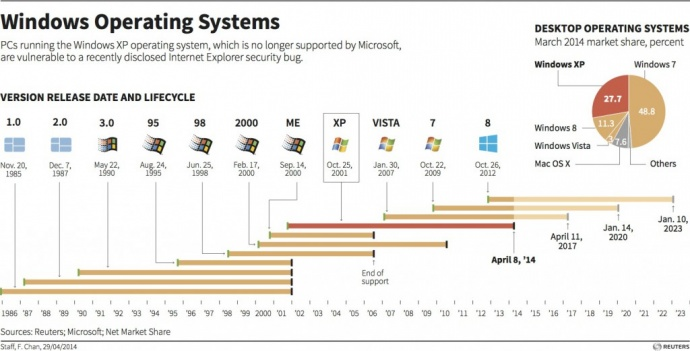 Windows Operating Systems
PCs running the Windows XP operating system, which is no longer supported by Microsoft,
are vulnerable to a recently disclosed Internet Explorer security bug.
DESKTOP OPERATING SYSTEMS
March 2014 market share, percent
Windows XP
Windows 7
27.7
48.8
11.3
Windows 8
3
7.6
Windows Vista
Mac OS X
Others
VERSION RELEASE DATE AND LIFECYCLE
1.0 2.0 3.0 95 98 2000 ME XP VISTA 7 8
Nov. 20, Dec. 7, May 22, Aug. 24, Jun. 25, Feb. 17, Sep. 14, Oct. 25, Jan. 30, Oct. 22, Oct. 26,
1985 1987 1990 1995 1998 2000 2000 2001 2007 2009 2012
End of
support
April 8, '14
April 11,
2017
Jan. 14,
2020
Jan. 10,
2023
1986 '87 '88 '89 '90 '91 '92 '93 '94 '95 '96 '97 '98 '99 2000 '01 '02 '03 '04 '05 '06 '07 '08 '09 '10 '11 '12 '13 '14 '15 '16 '17 '18 '19 '20 '21 '22 '23
Sources: Reuters; Microsoft; Net Market Share
Staff, F. Chan, 29/04/2014
REUTERS